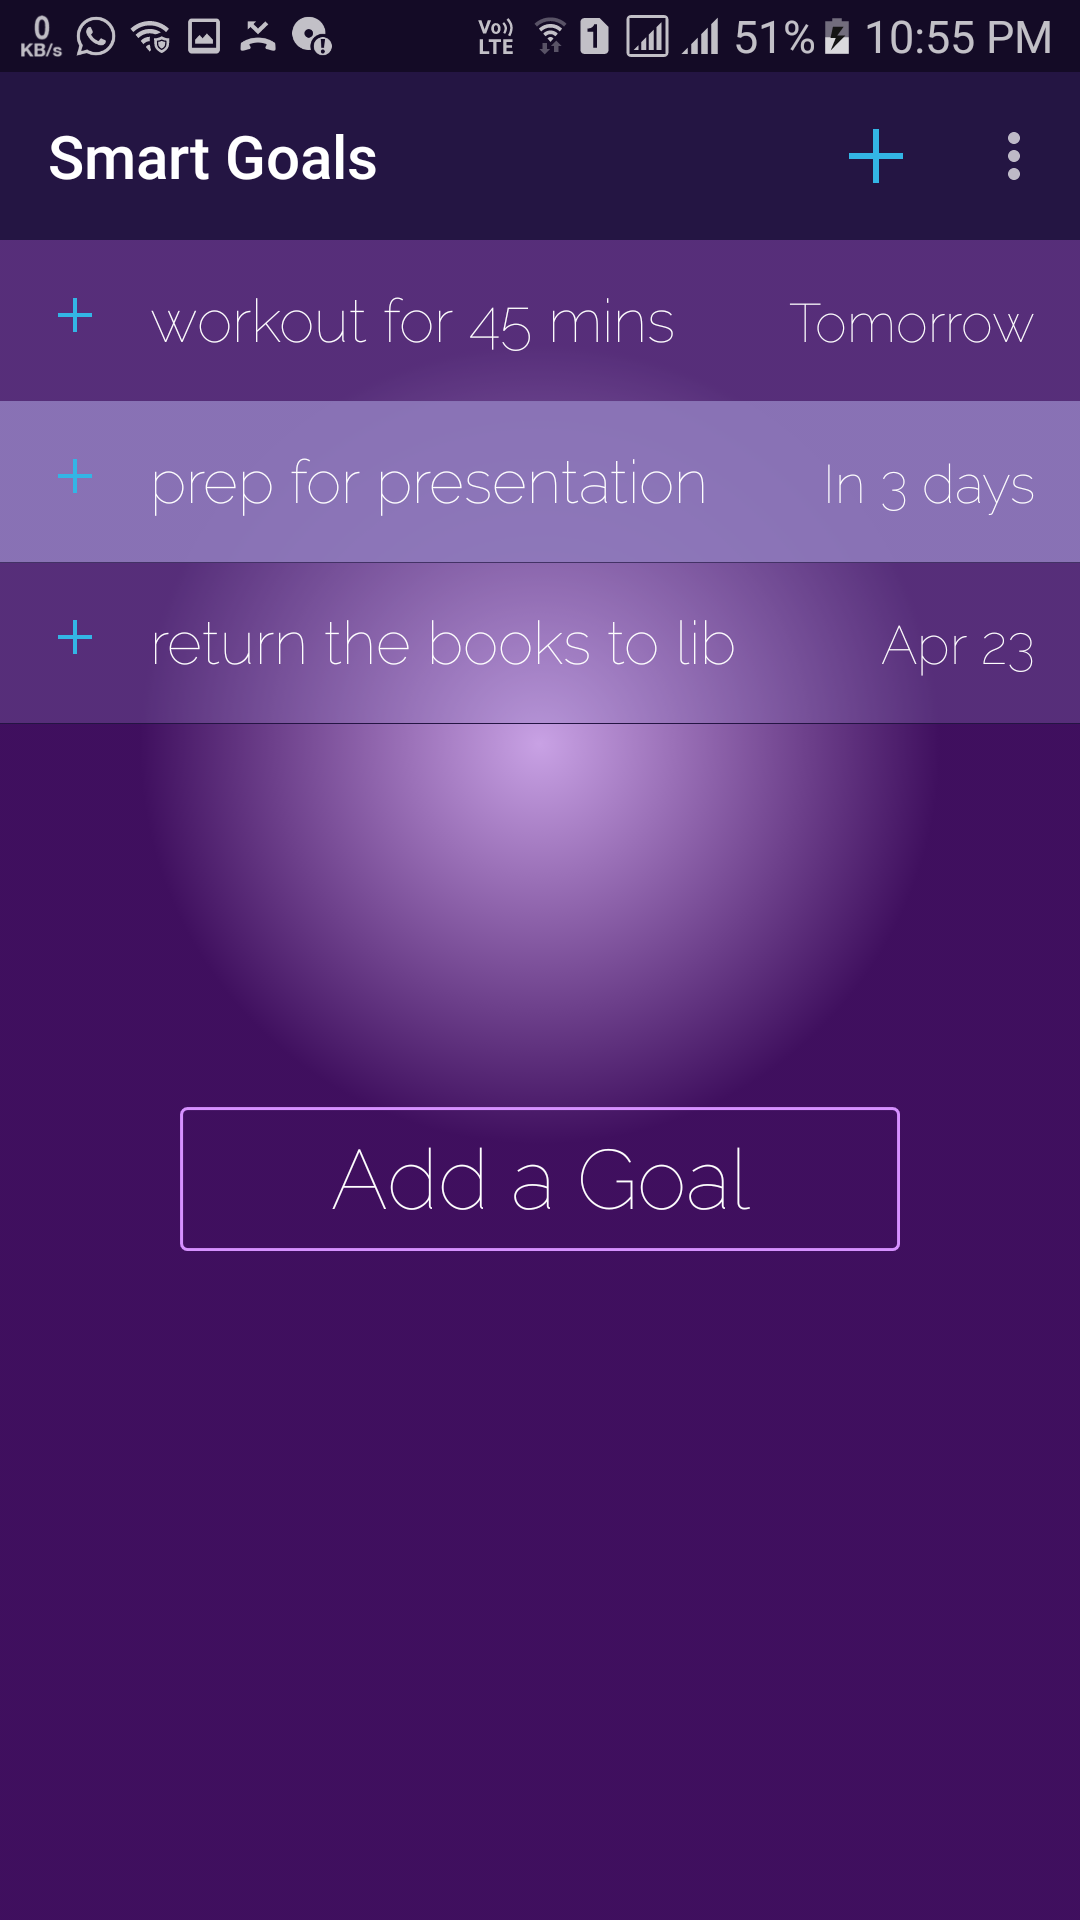 0
KB/s
Vo))
LTE
1
51%
10:55 PM
Smart Goals
workout for 45 mins
Tomorrow
prep for presentation
In 3 days
return the books to lib
Apr 23
Add a Goal